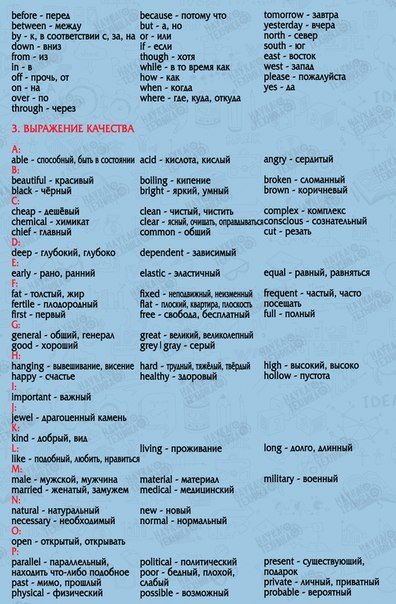 before - перед because - потому что tomorrow - завтра
between - между but - а, но yesterday - вчера
by - к, в соответствии с, за, на or - или north - север
down - вниз if - если south - юг
from - из though - хотя east - восток
in - в while - в то время как west - запад
off - прочь, от how - как please - пожалуйста
on - на when - когда yes - да
over - по where - где, куда, откуда
through - через
3. ВЫРАЖЕНИЕ КАЧЕСТВА
A:
able - способный, быть в состоянии acid - кислота, кислый angry - сердитый
B:
beautiful - красивый boiling - кипение broken - сломанный
black - чёрный bright - яркий, умный brown - коричневый
C:
cheap - дешёвый clean - чистый, чистить complex - комплекс
chemical - химикат clear - ясный, очищать, оправдываться conscious - сознательный
chief - главный common - общий cut - резать
D:
deep - глубокий, глубоко dependent - зависимый
E:
early - рано, ранний elastic - эластичный equal - равный, равняться
F:
fat - толстый, жир fixed - неподвижный, неизменный frequent - частый, часто
fertile - плодородный flat - плоский, квартира, плоскость посещать
first - первый free - свобода, бесплатный full - полный
G:
general - общий, генерал great - великий, великолепный
good - хороший grey|gray - серый
H:
hanging - вывешивание, висение hard - трудный, тяжёлый, твёрдый high - высокий, высоко
happy - счастье healthy - здоровый hollow - пустота
I:
important - важный
J:
jewel - драгоценный камень
K:
kind - добрый, вид
L: living - проживание long - долго, длинный
like - подобный, любить, нравиться
M:
male - мужской, мужчина material - материал military - военный
married - женатый, замужем medical - медицинский
N:
natural - натуральный new - новый
necessary - необходимый normal - нормальный
O:
open - открытый, открывать
P:
parallel - параллельный, political - политический present - существующий,
находить что-либо подобное poor - бедный, плохой, подарок
past - мимо, прошлый слабый private - личный, приватный
physical - физический possible - возможный probable - вероятный